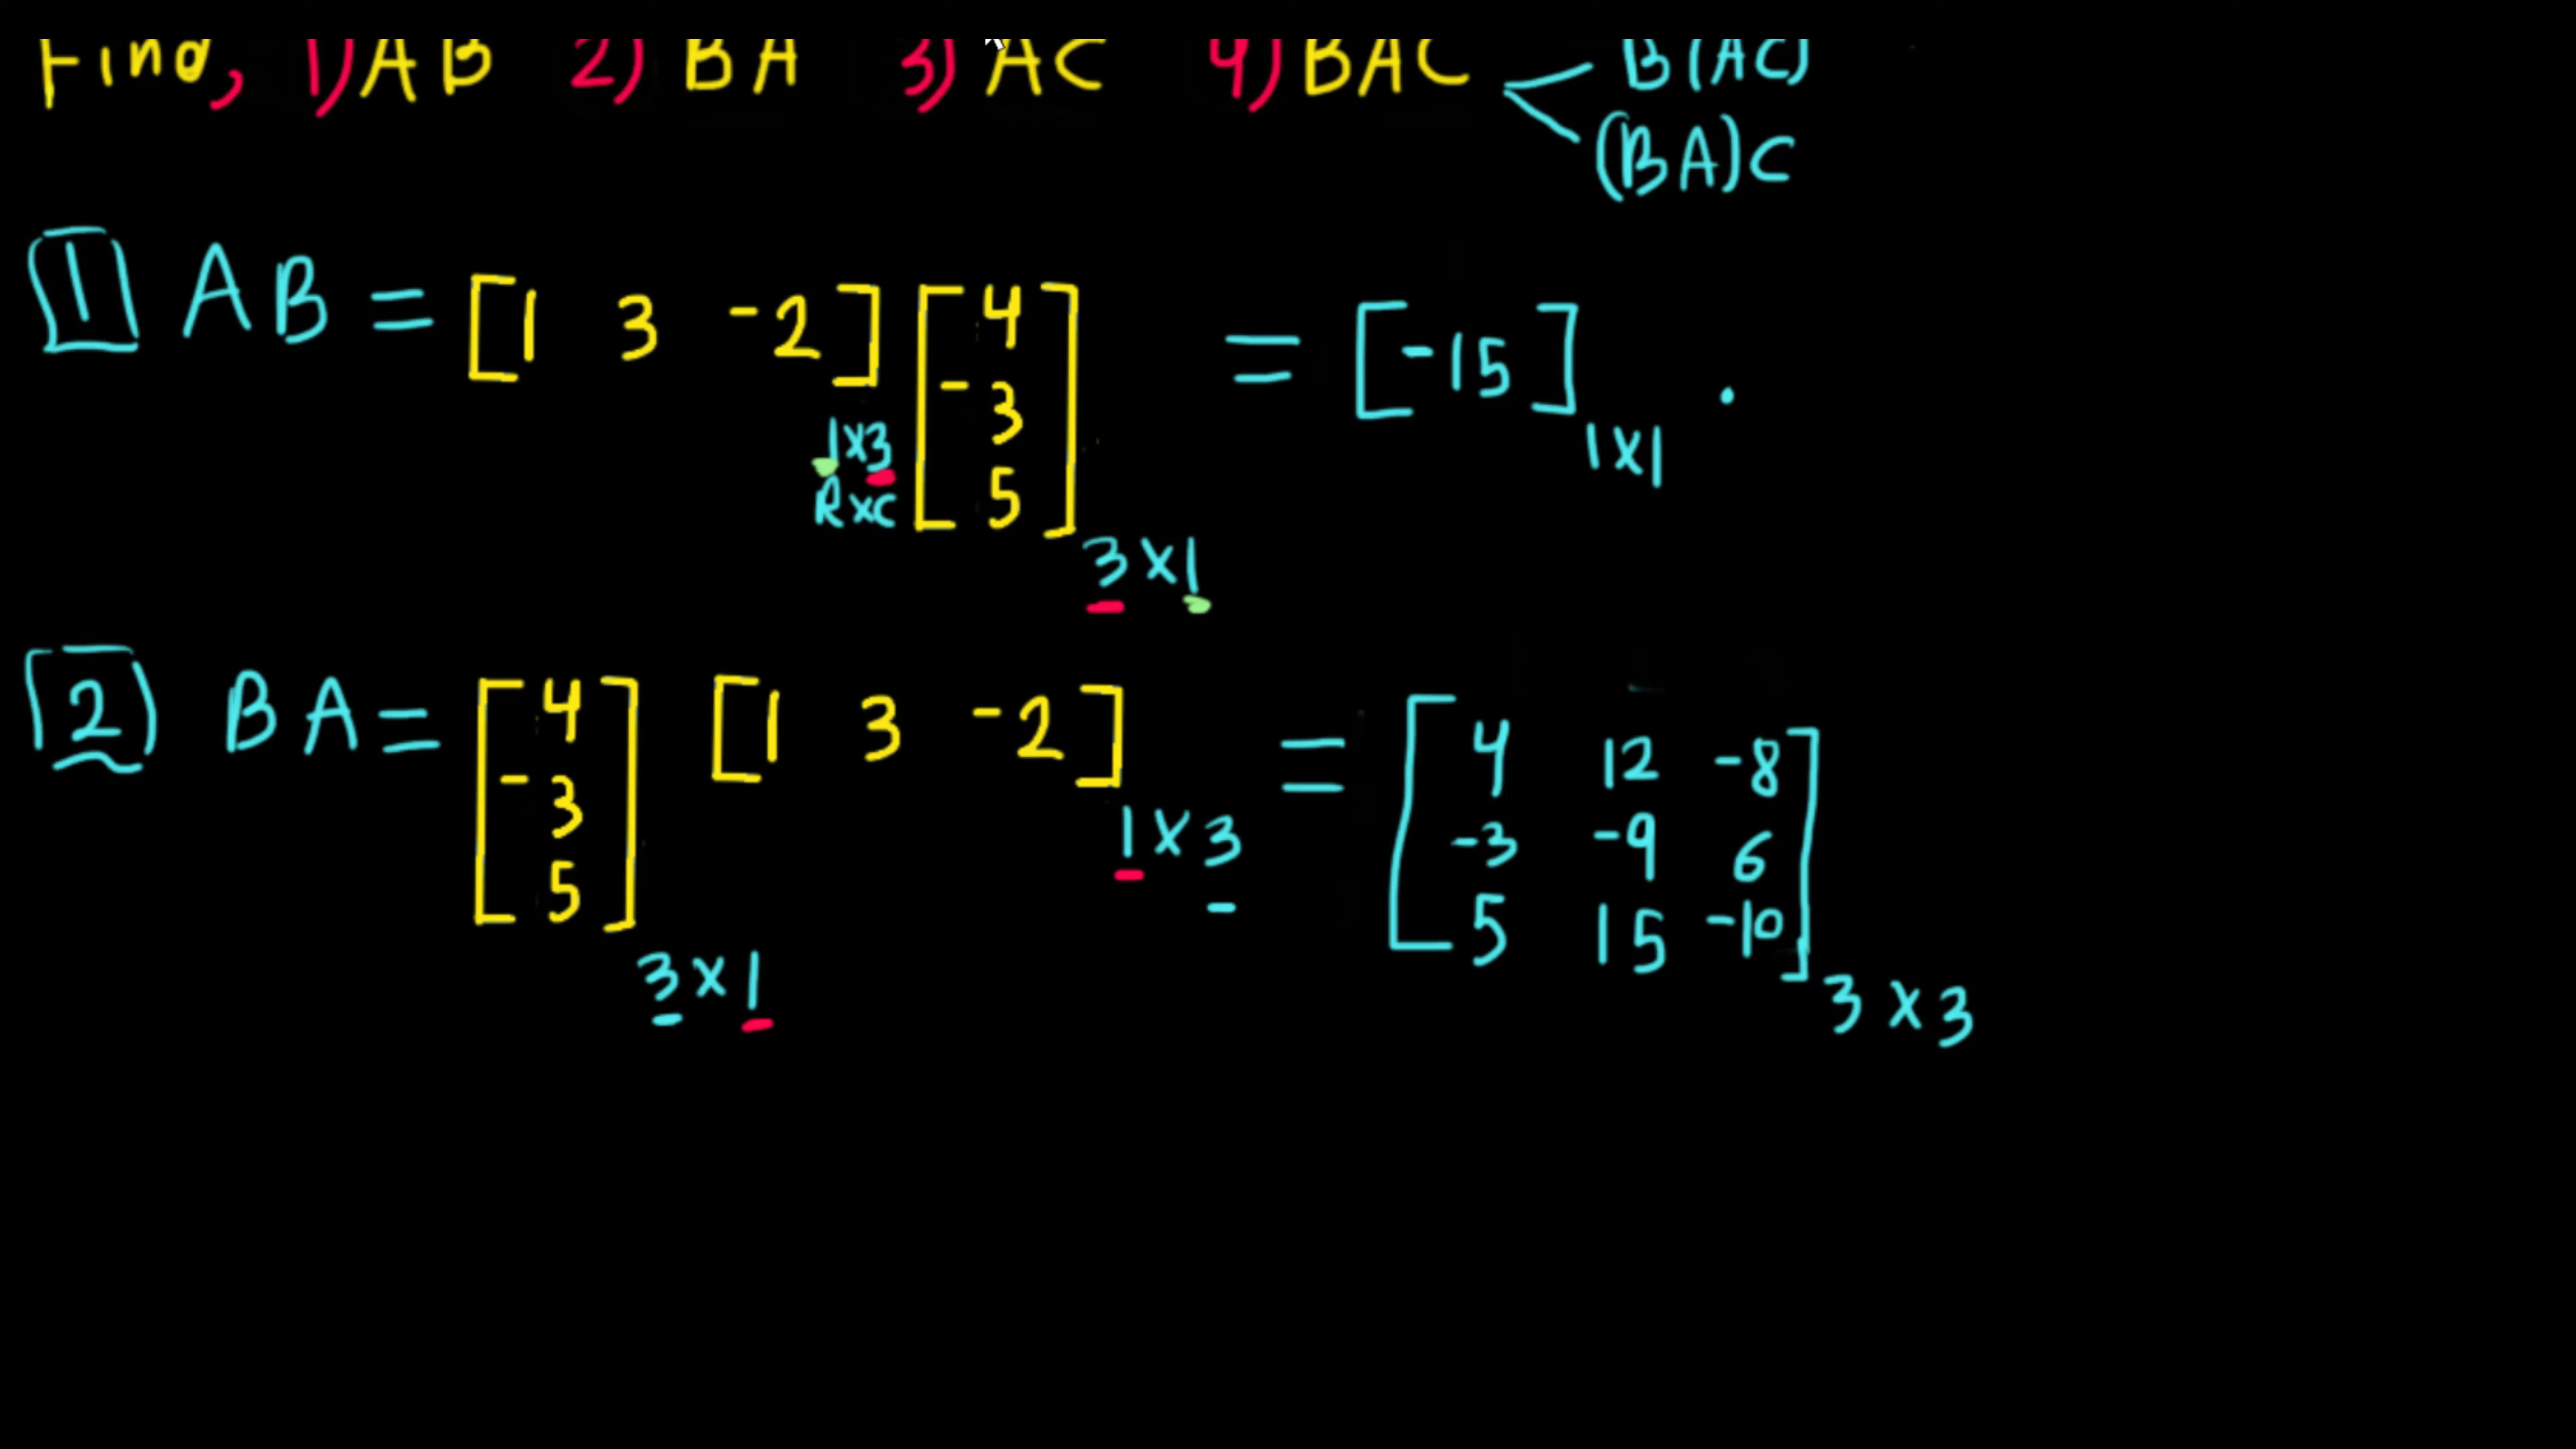 Find, 1) AB 2) BA 3) AC 4) BAC B(AC)
(BA)C
1 AB = [1 3 -2] [4 = [-15] .
-3
1x3 1x1
RxC 5]
3x1
2) BA = [4 [1 3 -2] = [4 12 -8
-3 1x3 -3 -9 6
5] 5 15 -10]
3x1 3x3